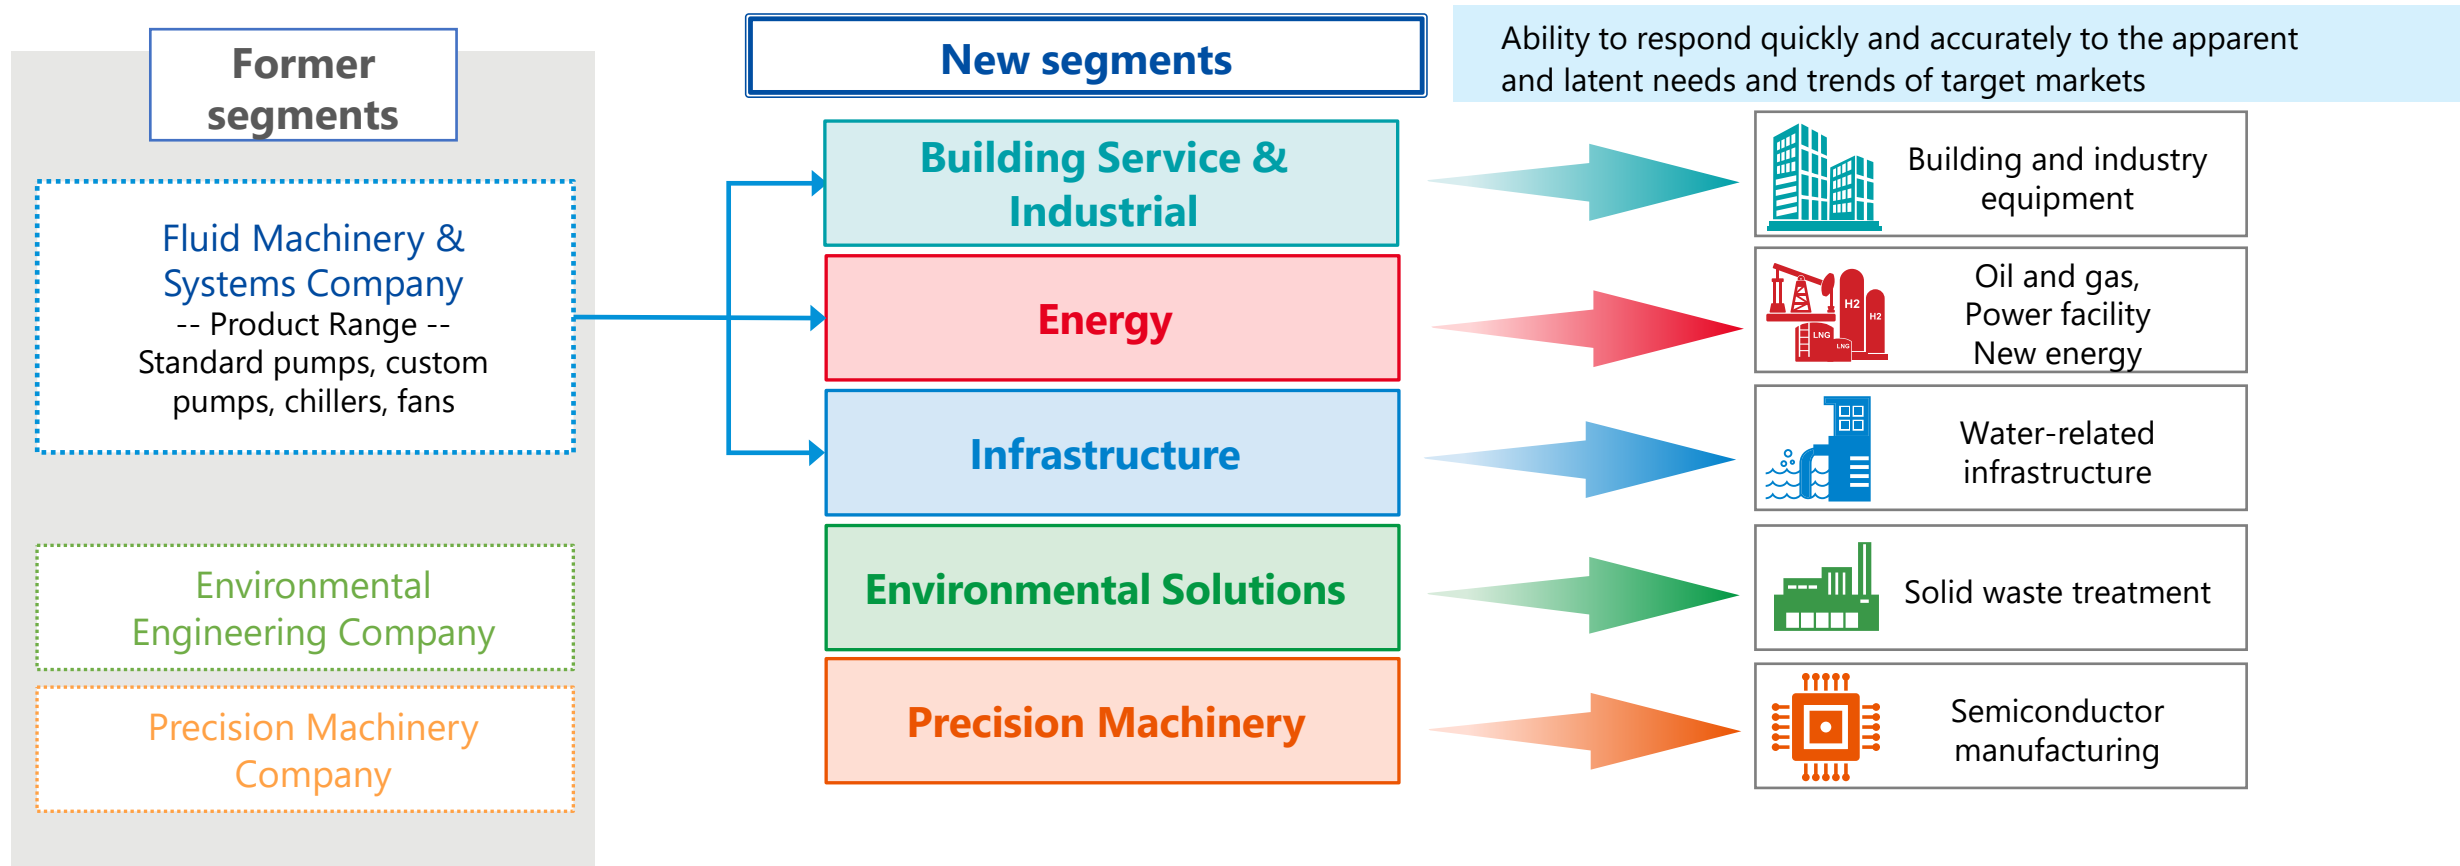 Former
segments
Fluid Machinery &
Systems Company
-- Product Range --
Standard pumps, custom
pumps, chillers, fans
Environmental
Engineering Company
Precision Machinery
Company
New segments
Building Service &
Industrial
Energy
Infrastructure
Environmental Solutions
Precision Machinery
Ability to respond quickly and accurately to the apparent
and latent needs and trends of target markets
Building and industry
equipment
H2
H2
LNG
LNG
Oil and gas,
Power facility
New energy
Water-related
infrastructure
Solid waste treatment
Semiconductor
manufacturing